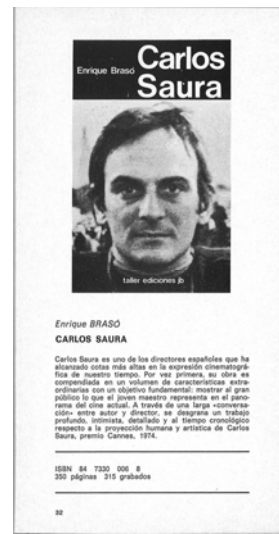 Enrique Brasó
Carlos
Saura
taller ediciones jb
Enrique BRASÓ
CARLOS SAURA
Carlos Saura es uno de los directores españoles que ha
alcanzado cotas más altas en la expresión cinematográ-
fica de nuestro tiempo. Por vez primera, su obra es
compendiada en un volumen de características extra-
ordinarias con un objetivo fundamental: mostrar al gran
público lo que el joven maestro representa en el pano-
rama del cine actual. A través de una larga «conversa-
ción» entre autor y director, se desgrana un trabajo
profundo, intimista, detallado y al tiempo cronológico
respecto a la proyección humana y artística de Carlos
Saura, premio Cannes, 1974.
ISBN 84 7330 006 8
350 páginas 315 grabados
32